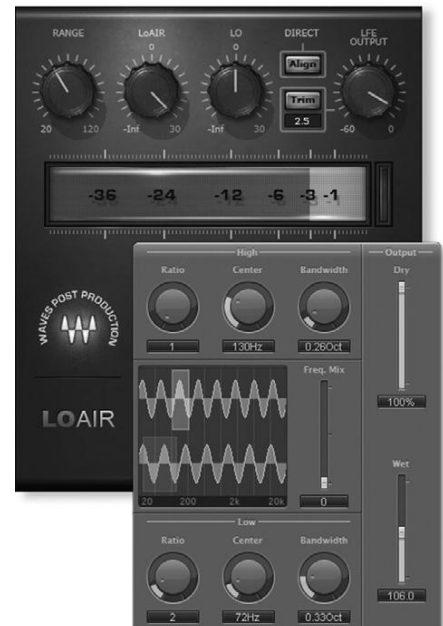 RANGE LoAIR LO DIRECT LFE OUTPUT
0 0
Align
Trim
20 120 -Inf 30 -Inf 30 2.5 -60 0
-36 -24 -12 -6 -3 -1
WAVES POST PRODUCTION
LOAIR
High
Ratio Center Bandwidth
1 130Hz 0.26Oct
Freq. Mix
20 200 2k 20k
0
Low
Ratio Center Bandwidth
2 72Hz 0.33Oct
Output
Dry
100%
Wet
106.0